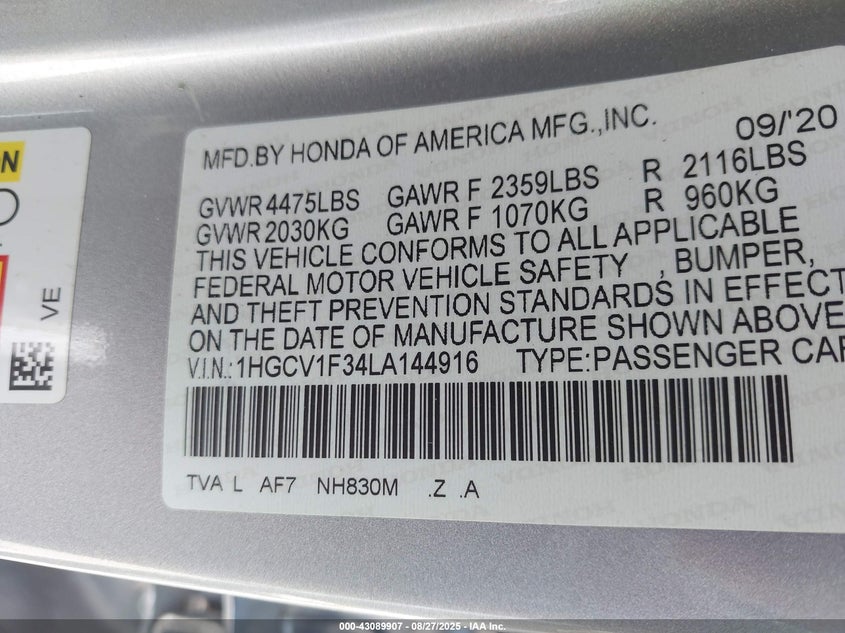 MFD.BY HONDA OF AMERICA MFG.,INC. 09/'20
GVWR 4475LBS GAWR F 2359LBS R 2116LBS
GVWR 2030KG GAWR F 1070KG R 960KG
THIS VEHICLE CONFORMS TO ALL APPLICABLE
FEDERAL MOTOR VEHICLE SAFETY , BUMPER,
AND THEFT PREVENTION STANDARDS IN EFFECT
ON THE DATE OF MANUFACTURE SHOWN ABOVE
V.I.N.: 1HGCV1F34LA144916 TYPE:PASSENGER CAR
TVA L AF7 NH830M .Z .A
VE
000-43089907 - 08/27/2025 - IAA Inc.